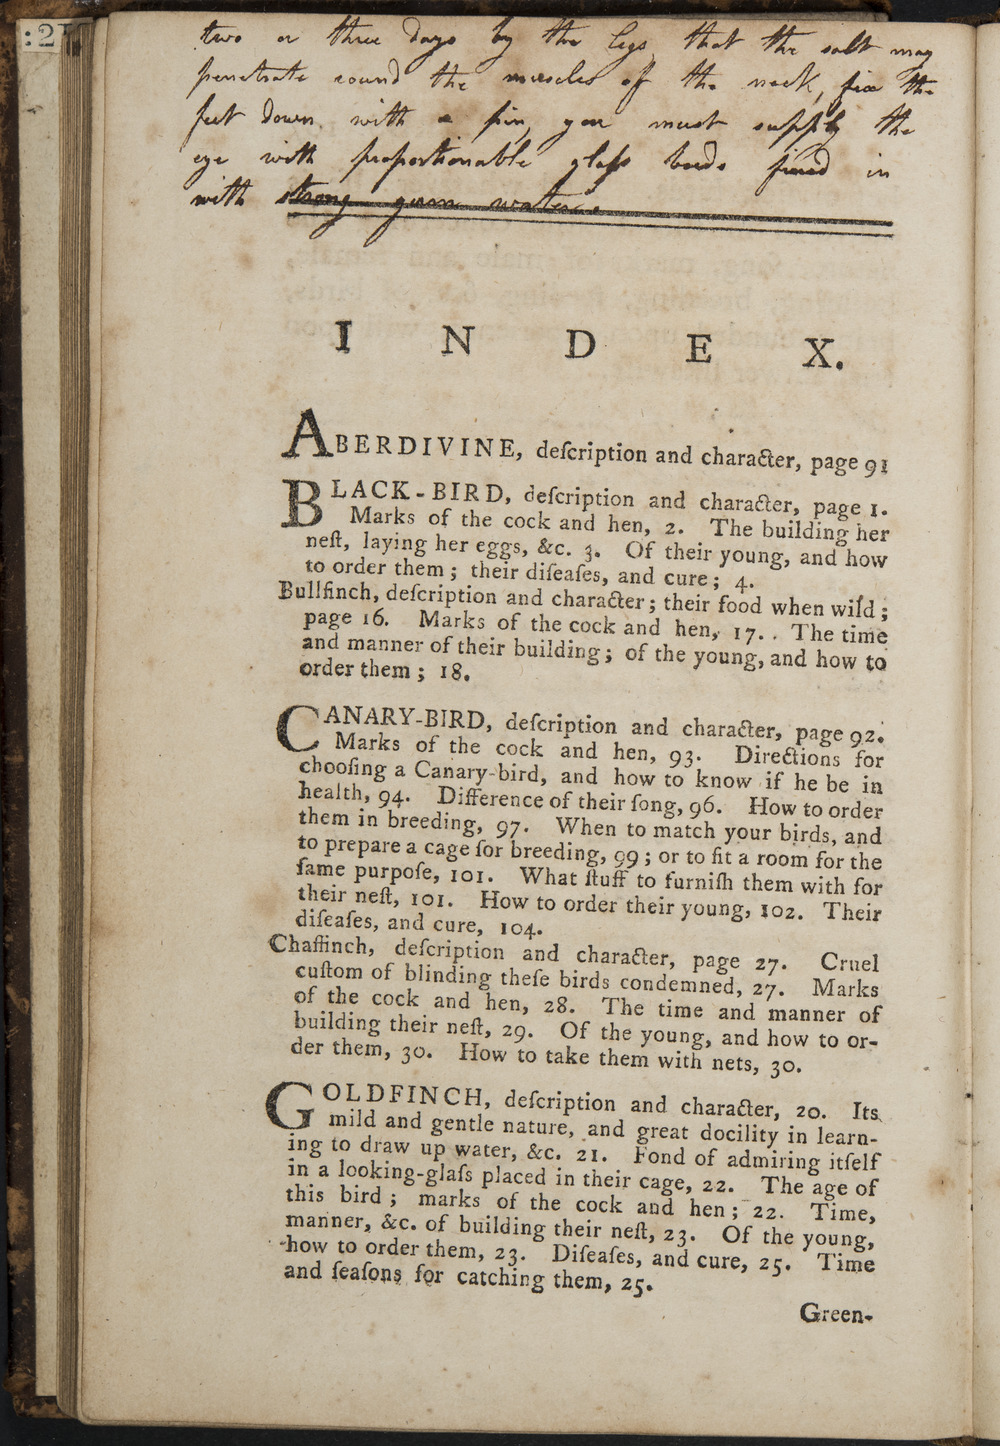 :2
two or three days by the legs that the salt may
penetrate round the muscles of the neck, fix the
feet down with a pin, you must supply the
eye with proportionable glaſs beads fixed in
with strong gum water.
I N D E X.
ABERDIVINE, deſcription and character, page 91
BLACK-BIRD, deſcription and character, page 1.
Marks of the cock and hen, 2. The building her
neſt, laying her eggs, &c. 3. Of their young, and how
to order them; their diſeaſes, and cure; 4.
Bullfinch, deſcription and character; their food when wild;
page 16. Marks of the cock and hen, 17. . The time
and manner of their building; of the young, and how to
order them; 18.
CANARY-BIRD, deſcription and character, page 92.
Marks of the cock and hen, 93. Directions for
chooſing a Canary-bird, and how to know if he be in
health, 94. Difference of their ſong, 96. How to order
them in breeding, 97. When to match your birds, and
to prepare a cage for breeding, 99; or to fit a room for the
ſame purpoſe, 101. What ſtuff to furniſh them with for
their neſt, 101. How to order their young, 102. Their
diſeaſes, and cure, 104.
Chaffinch, deſcription and character, page 27. Cruel
cuſtom of blinding theſe birds condemned, 27. Marks
of the cock and hen, 28. The time and manner of
building their neſt, 29. Of the young, and how to or-
der them, 30. How to take them with nets, 30.
GOLDFINCH, deſcription and character, 20. Its
mild and gentle nature, and great docility in learn-
ing to draw up water, &c. 21. Fond of admiring itſelf
in a looking-glaſs placed in their cage, 22. The age of
this bird; marks of the cock and hen; 22. Time,
manner, &c. of building their neſt, 23. Of the young,
how to order them, 23. Diſeaſes, and cure, 25. Time
and ſeaſons for catching them, 25.
Green-